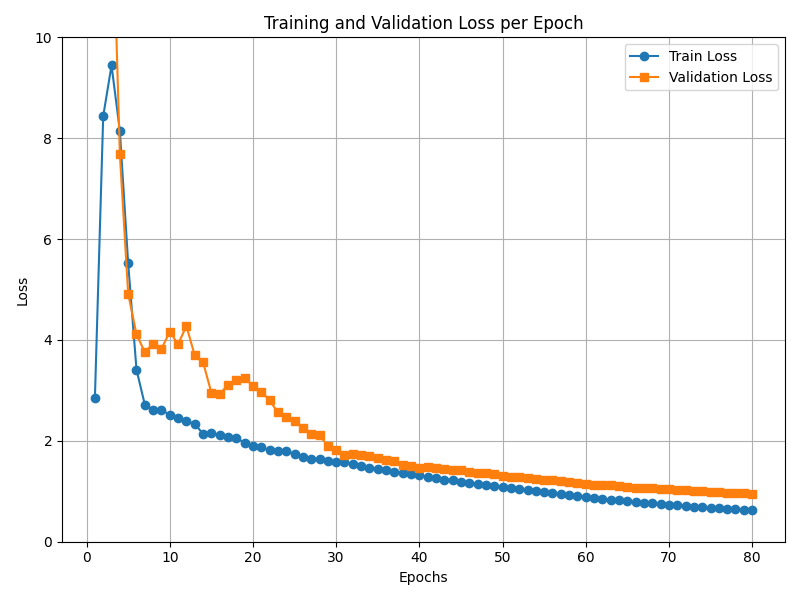 Training and Validation Loss per Epoch
Train Loss
Validation Loss
Loss
10
8
6
4
2
0
0 10 20 30 40 50 60 70 80
Epochs